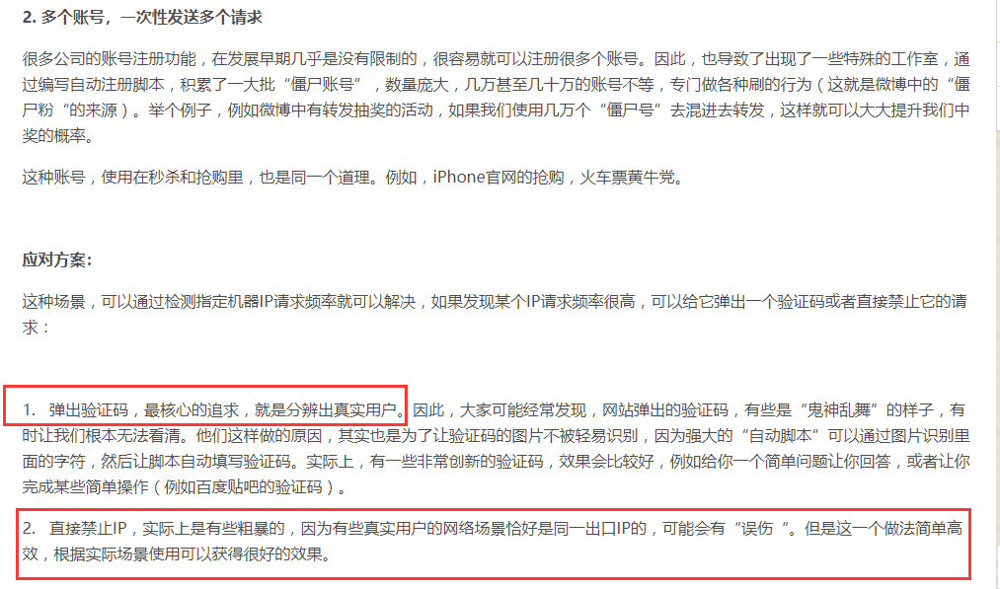 2. 多个账号，一次性发送多个请求
很多公司的账号注册功能，在发展早期几乎是没有限制的，很容易就可以注册很多个账号。因此，也导致了出现了一些特殊的工作室，通
过编写自动注册脚本，积累了一大批“僵尸账号”，数量庞大，几万甚至几十万的账号不等，专门做各种刷的行为（这就是微博中的“僵
尸粉“的来源）。举个例子，例如微博中有转发抽奖的活动，如果我们使用几万个“僵尸号”去混进去转发，这样就可以大大提升我们中
奖的概率。
这种账号，使用在秒杀和抢购里，也是同一个道理。例如，iPhone官网的抢购，火车票黄牛党。
应对方案：
这种场景，可以通过检测指定机器IP请求频率就可以解决，如果发现某个IP请求频率很高，可以给它弹出一个验证码或者直接禁止它的请
求：
1. 弹出验证码，最核心的追求，就是分辨出真实用户。因此，大家可能经常发现，网站弹出的验证码，有些是“鬼神乱舞”的样子，有
时让我们根本无法看清。他们这样做的原因，其实也是为了让验证码的图片不被轻易识别，因为强大的“自动脚本”可以通过图片识别里
面的字符，然后让脚本自动填写验证码。实际上，有一些非常创新的验证码，效果会比较好，例如给你一个简单问题让你回答，或者让你
完成某些简单操作（例如百度贴吧的验证码）。
2. 直接禁止IP，实际上是有些粗暴的，因为有些真实用户的网络场景恰好是同一出口IP的，可能会有“误伤“。但是这一个做法简单高
效，根据实际场景使用可以获得很好的效果。